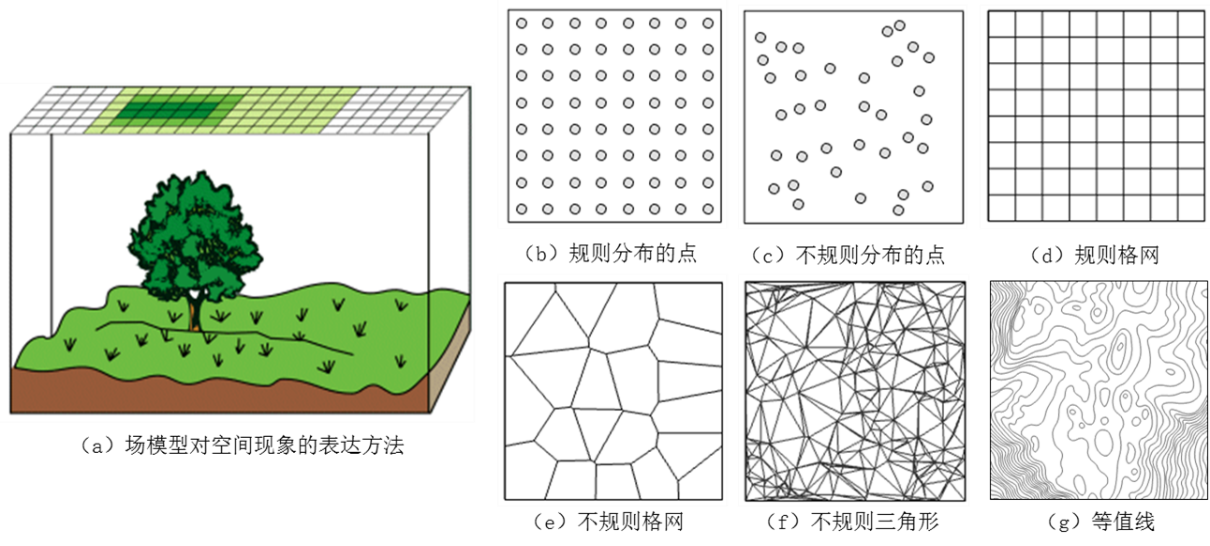 （b）规则分布的点
（c）不规则分布的点
（d）规则格网
（a）场模型对空间现象的表达方法
（e）不规则格网
（f）不规则三角形
（g）等值线